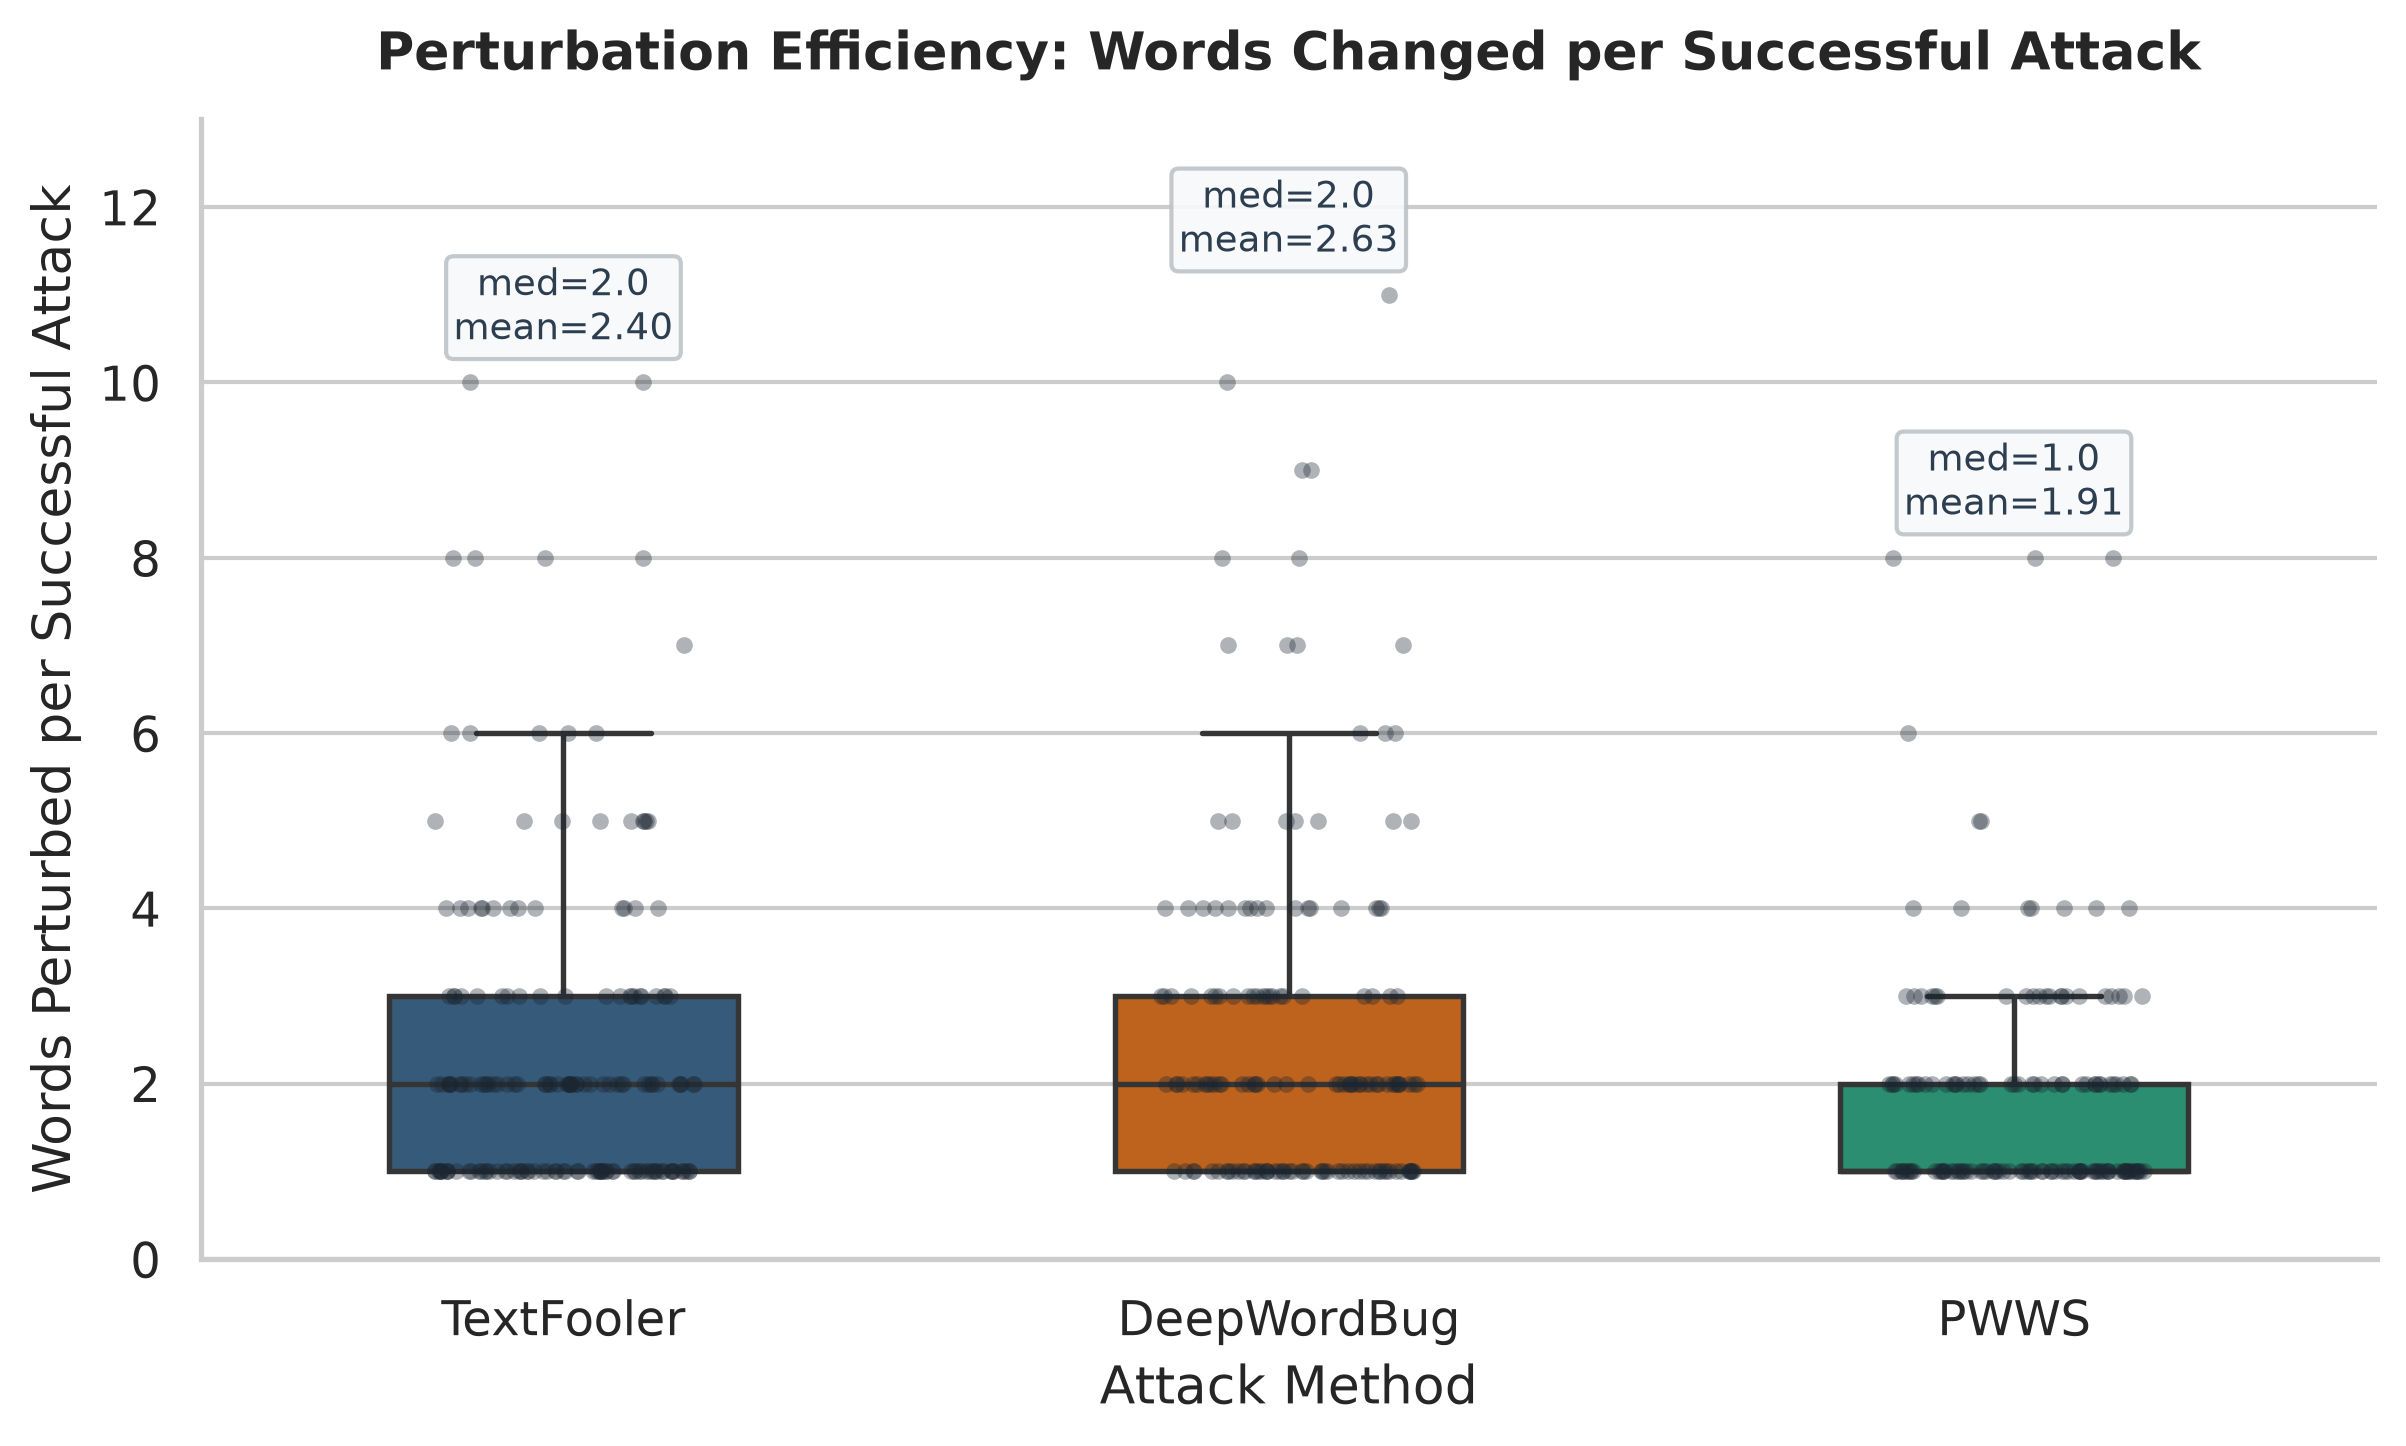 Perturbation Efficiency: Words Changed per Successful Attack
Words Perturbed per Successful Attack
12
10
8
6
4
2
0
med=2.0
mean=2.40
med=2.0
mean=2.63
med=1.0
mean=1.91
TextFooler
DeepWordBug
PWWS
Attack Method